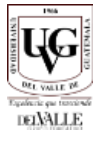 1966
UNIVERSIDAD
UVG
DE GUATEMALA
DEL VALLE
Excelencia que trasciende
DELVALLE